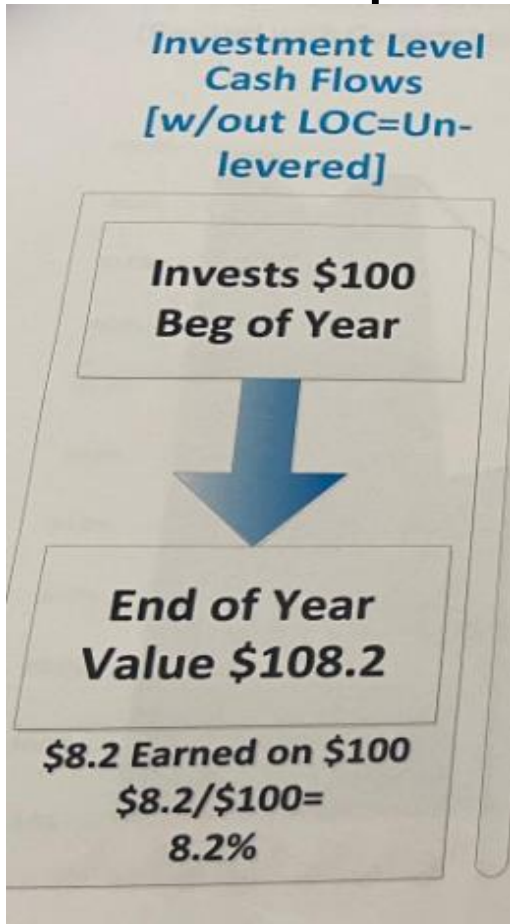 Investment Level
Cash Flows
[w/out LOC=Un-
levered]
Invests $100
Beg of Year
End of Year
Value $108.2
$8.2 Earned on $100
$8.2/$100=
8.2%